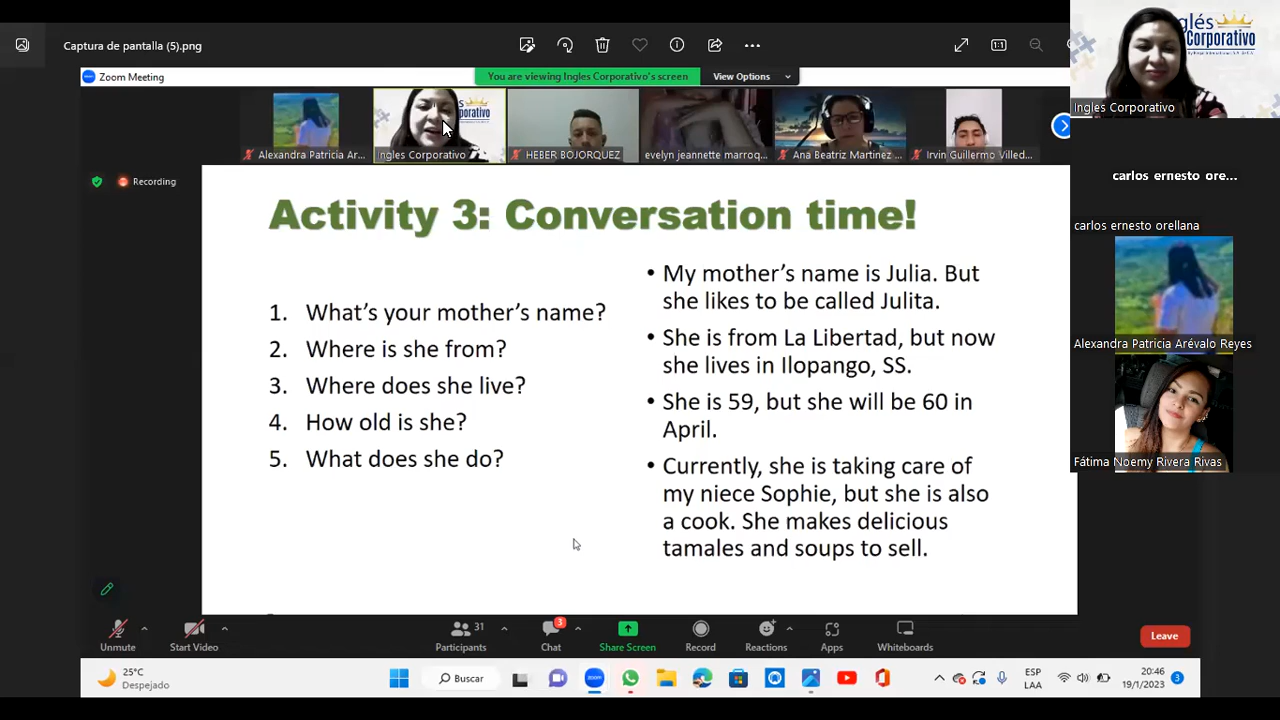 Captura de pantalla (5).png
1:1
Zoom Meeting
You are viewing Ingles Corporativo's screen
View Options
Alexandra Patricia Ar...
Ingles Corporativo
HEBER BOJORQUEZ
evelyn jeannette marroq...
Ana Beatriz Martinez ...
Irvin Guillermo Villed...
Recording
Activity 3: Conversation time!
1. What's your mother's name?
2. Where is she from?
3. Where does she live?
4. How old is she?
5. What does she do?
• My mother's name is Julia. But
she likes to be called Julita.
• She is from La Libertad, but now
she lives in Ilopango, SS.
• She is 59, but she will be 60 in
April.
• Currently, she is taking care of
my niece Sophie, but she is also
a cook. She makes delicious
tamales and soups to sell.
Unmute
Start Video
31
Participants
3
Chat
Share Screen
Record
Reactions
Apps
Whiteboards
Leave
25°C
Despejado
Buscar
zoom
ESP
LAA
20:46
19/1/2023
3
glés
Corporativo
Ingles Corporativo
carlos ernesto ore...
carlos ernesto orellana
Alexandra Patricia Arévalo Reyes
Fátima Noemy Rivera Rivas